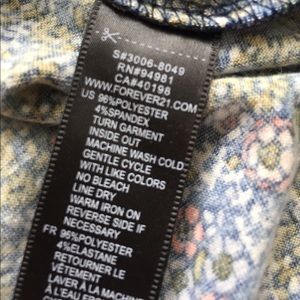 S#3006-8049
RN#94981
CA#40198
WWW.FOREVER21.COM
US 96%POLYESTER
4%SPANDEX
TURN GARMENT
INSIDE OUT
MACHINE WASH COLD
GENTLE CYCLE
WITH LIKE COLORS
NO BLEACH
LINE DRY
WARM IRON ON
REVERSE SIDE IF
NECESSARY
FR 96%POLYESTER
4%ELASTANE
RETOURNER LE
VÊTEMENT
LAVER À LA MACHINE
À L'EAU